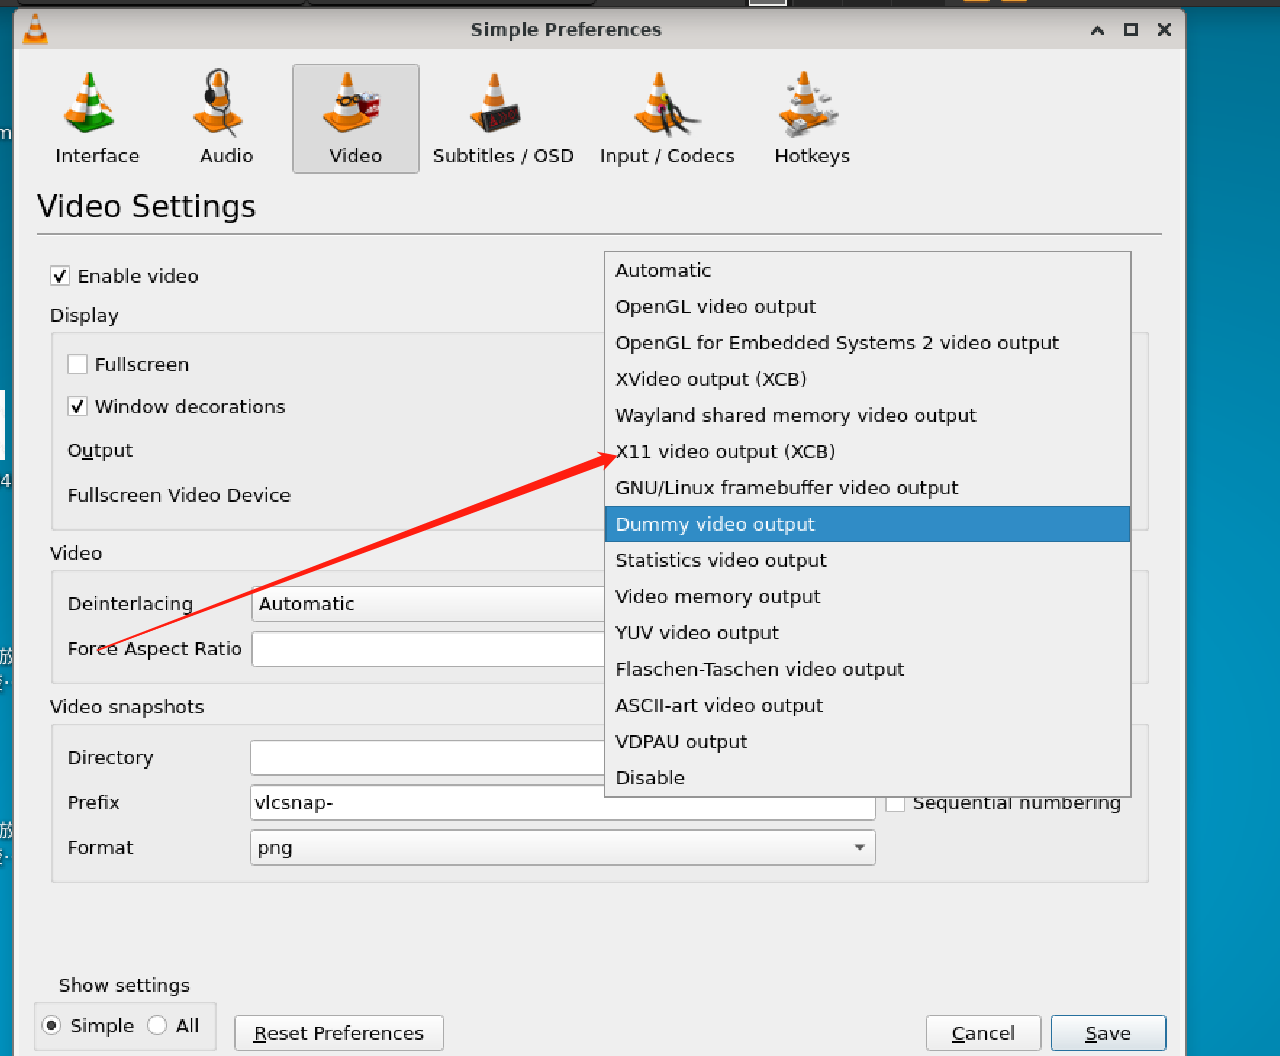 Simple Preferences
Interface
Audio
Video
Subtitles / OSD
Input / Codecs
Hotkeys
Video Settings
Enable video
Display
Fullscreen
Window decorations
Output
Fullscreen Video Device
Automatic
OpenGL video output
OpenGL for Embedded Systems 2 video output
XVideo output (XCB)
Wayland shared memory video output
X11 video output (XCB)
GNU/Linux framebuffer video output
Dummy video output
Statistics video output
Video memory output
YUV video output
Flaschen-Taschen video output
ASCII-art video output
VDPAU output
Disable
Video
Deinterlacing
Automatic
Force Aspect Ratio
Video snapshots
Directory
Prefix
vlcsnap-
Sequential numbering
Format
png
Show settings
Simple
All
Reset Preferences
Cancel
Save
m
4
放
放